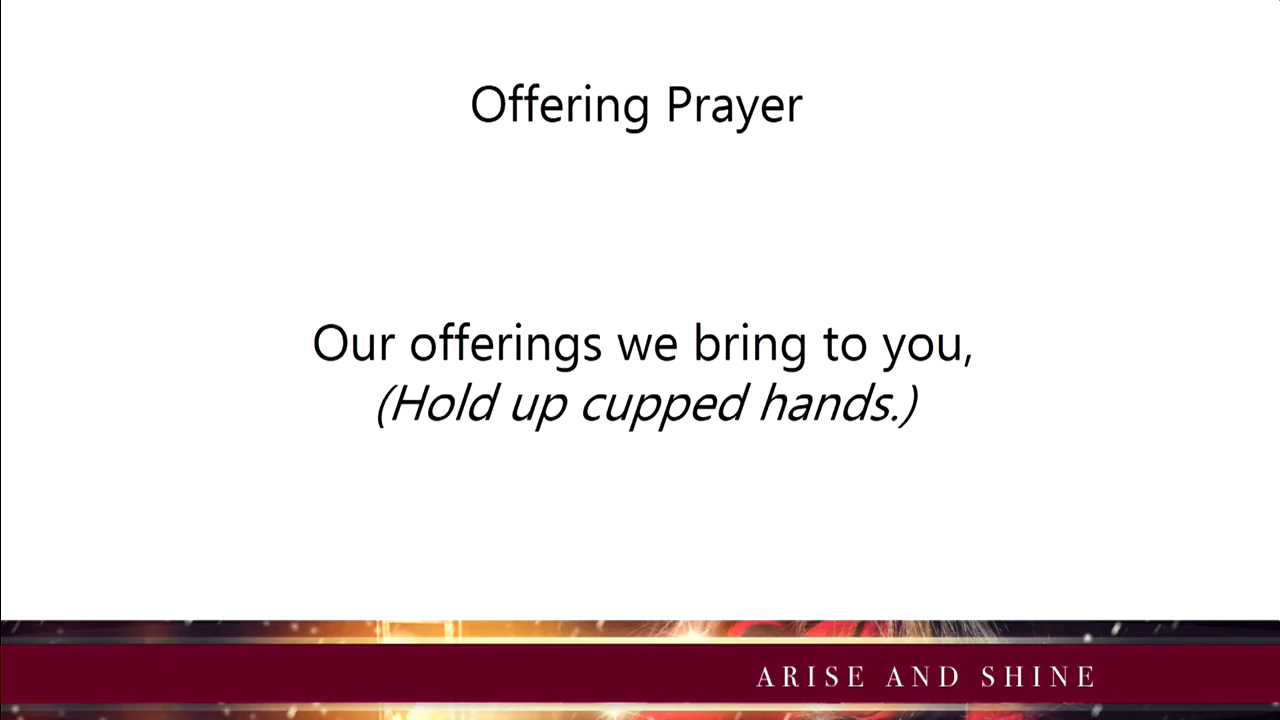 Offering Prayer
Our offerings we bring to you,
(Hold up cupped hands.)
ARISE AND SHINE